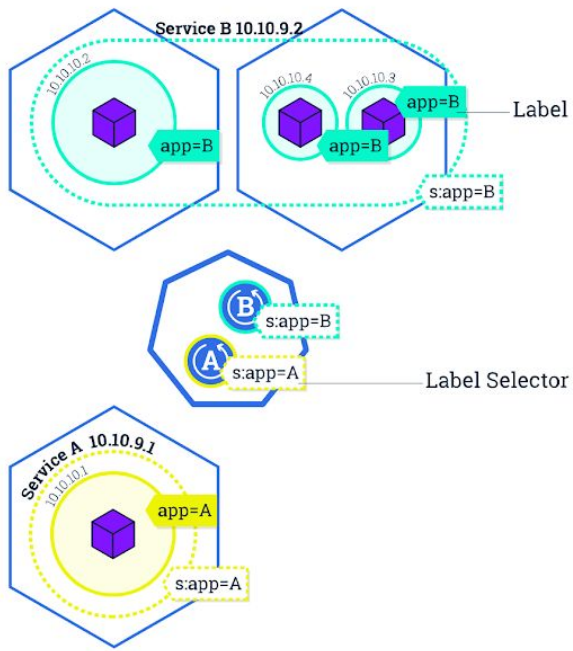 Service B 10.10.9.2
10.10.10.2
10.10.10.4
10.10.10.3
app=B
Label
app=B
app=B
s:app=B
B
s:app=B
A
s:app=A
Label Selector
Service A 10.10.9.1
10.10.10.1
app=A
s:app=A